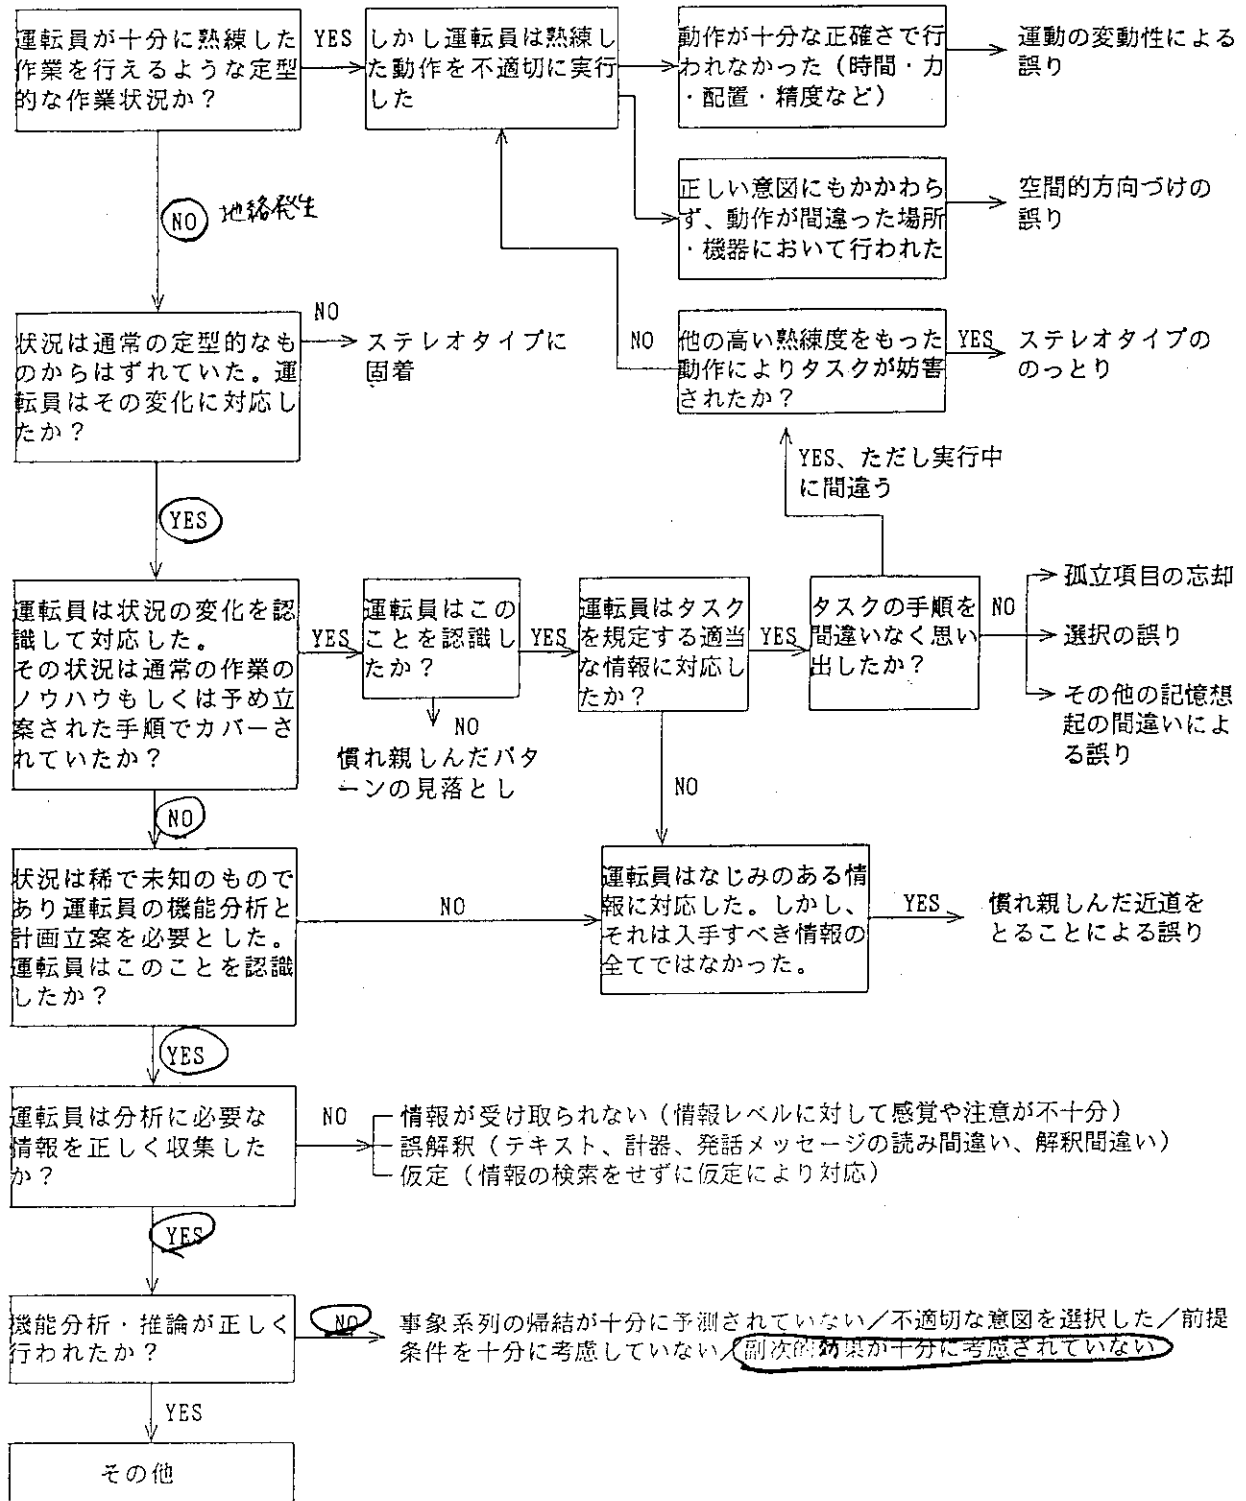 運転員が十分に熟練した
作業を行えるような定型
的な作業状況か?
YES
しかし運転員は熟練し
た動作を不適切に実行
した
動作が十分な正確さで行
われなかった(時間・力
・配置・精度など)
運動の変動性による
誤り
正しい意図にもかかわら
ず、動作が間違った場所
・機器において行われた
空間的方向づけの
誤り
NO
地絡発生
状況は通常の定型的なも
のからはずれていた。運
転員はその変化に対応し
たか?
NO
ステレオタイプに
固着
NO
他の高い熟練度をもった
動作によりタスクが妨害
されたか?
YES
ステレオタイプの
のっとり
YES、ただし実行中
に間違う
YES
運転員は状況の変化を認
識して対応した。
その状況は通常の作業の
ノウハウもしくは予め立
案された手順でカバーさ
れていたか?
YES
運転員はこの
ことを認識し
たか?
YES
運転員はタスク
を規定する適当
な情報に対応し
たか?
YES
タスクの手順を
間違いなく思い
出したか?
NO
孤立項目の忘却
選択の誤り
その他の記憶想
起の間違いによ
る誤り
NO
慣れ親しんだパタ
ーンの見落とし
NO
NO
状況は稀で未知のもので
あり運転員の機能分析と
計画立案を必要とした。
運転員はこのことを認識
したか?
NO
運転員はなじみのある情
報に対応した。しかし、
それは入手すべき情報の
全てではなかった。
YES
慣れ親しんだ近道を
とることによる誤り
YES
運転員は分析に必要な
情報を正しく収集した
か?
NO
情報が受け取られない(情報レベルに対して感覚や注意が不十分)
誤解釈(テキスト、計器、発話メッセージの読み間違い、解釈間違い)
仮定(情報の検索をせずに仮定により対応)
YES
機能分析・推論が正しく
行われたか?
NO
事象系列の帰結が十分に予測されていない/不適切な意図を選択した/前提
条件を十分に考慮していない/副次的効果が十分に考慮されていない
YES
その他